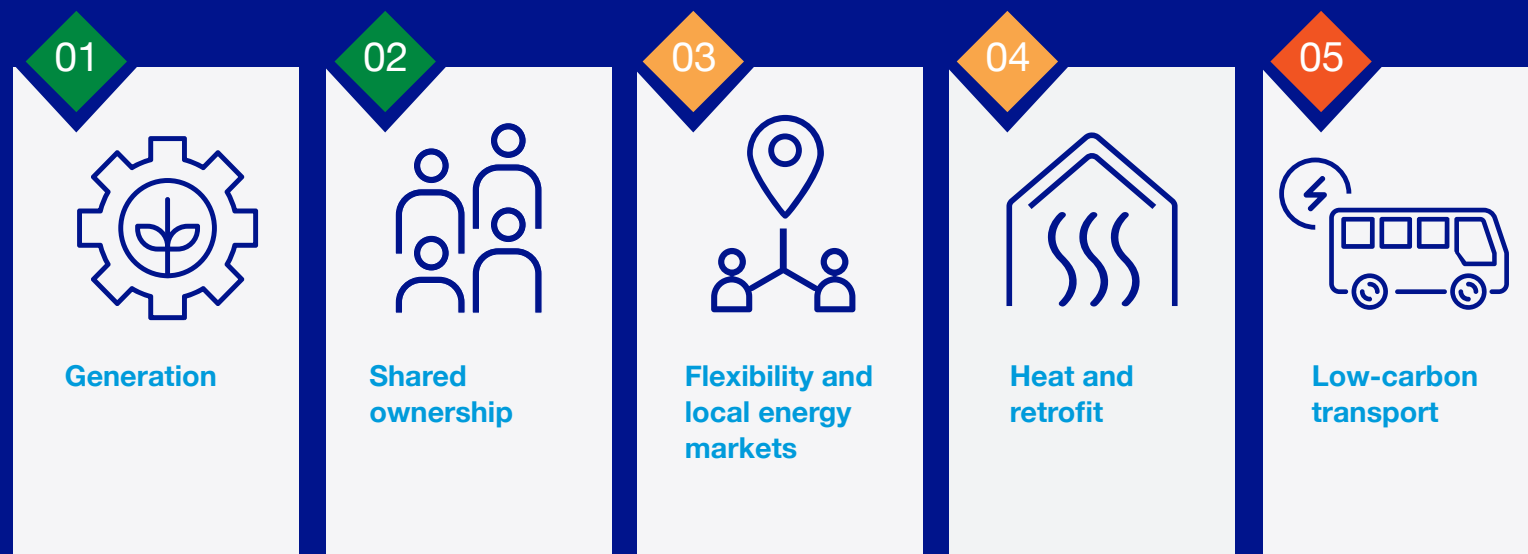 01
Generation
02
Shared
ownership
03
Flexibility and
local energy
markets
04
Heat and
retrofit
05
Low-carbon
transport